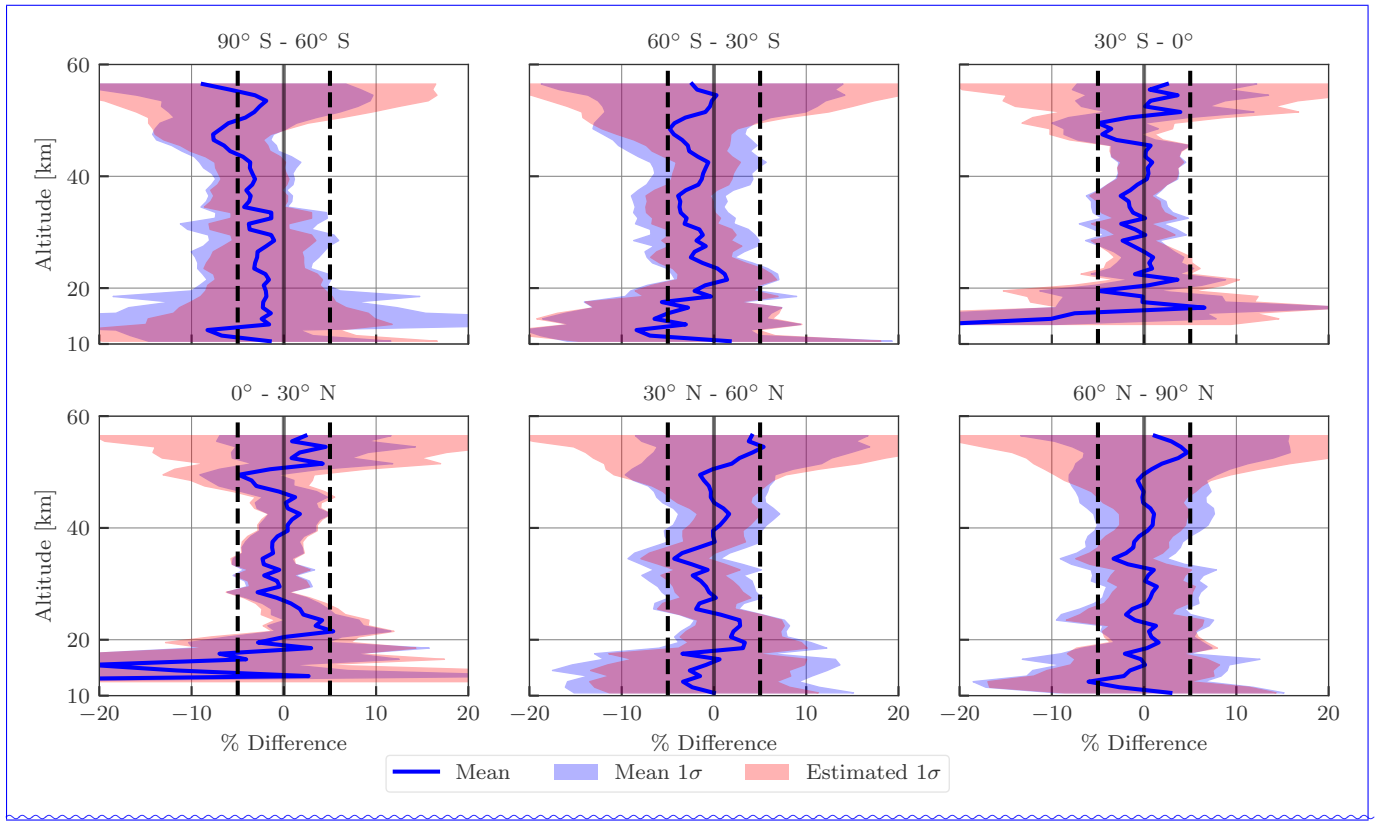 90° S - 60° S
60° S - 30° S
30° S - 0°
60
40
20
10
Altitude [km]
0° - 30° N
30° N - 60° N
60° N - 90° N
60
40
20
10
Altitude [km]
−20 −10 0 10 20
−20 −10 0 10 20
−20 −10 0 10 20
% Difference
% Difference
% Difference
Mean Mean 1σ Estimated 1σ